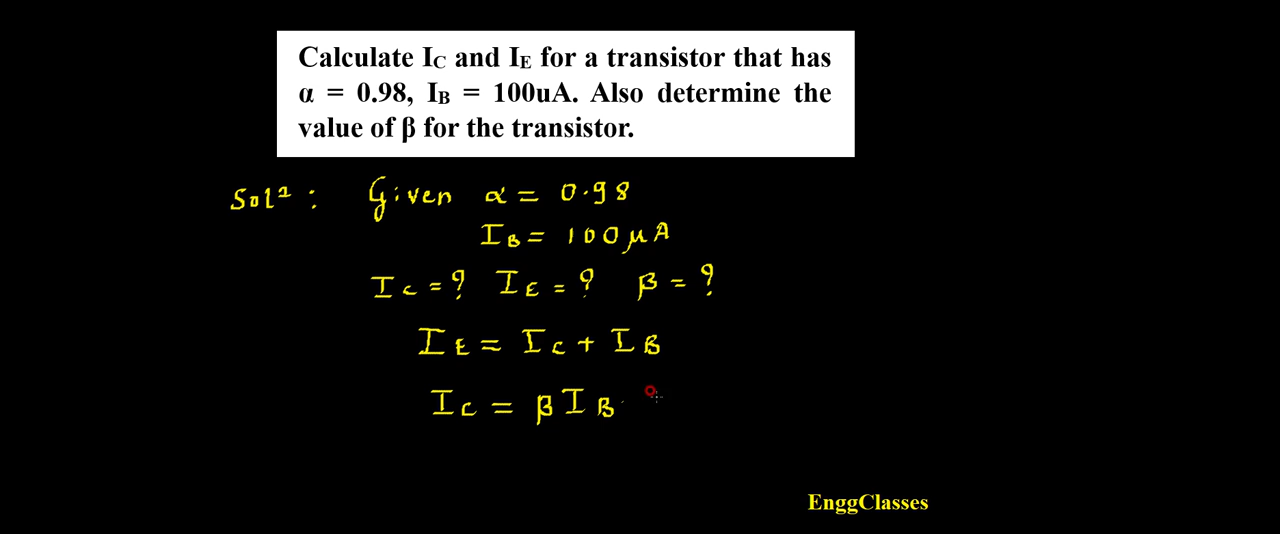 Calculate IC and IE for a transistor that has
α = 0.98, IB = 100uA. Also determine the
value of β for the transistor.
Solⁿ : Given α = 0.98
IB = 100 μA
IC = ? IE = ? β = ?
IE = IC + IB
IC = β IB
EnggClasses